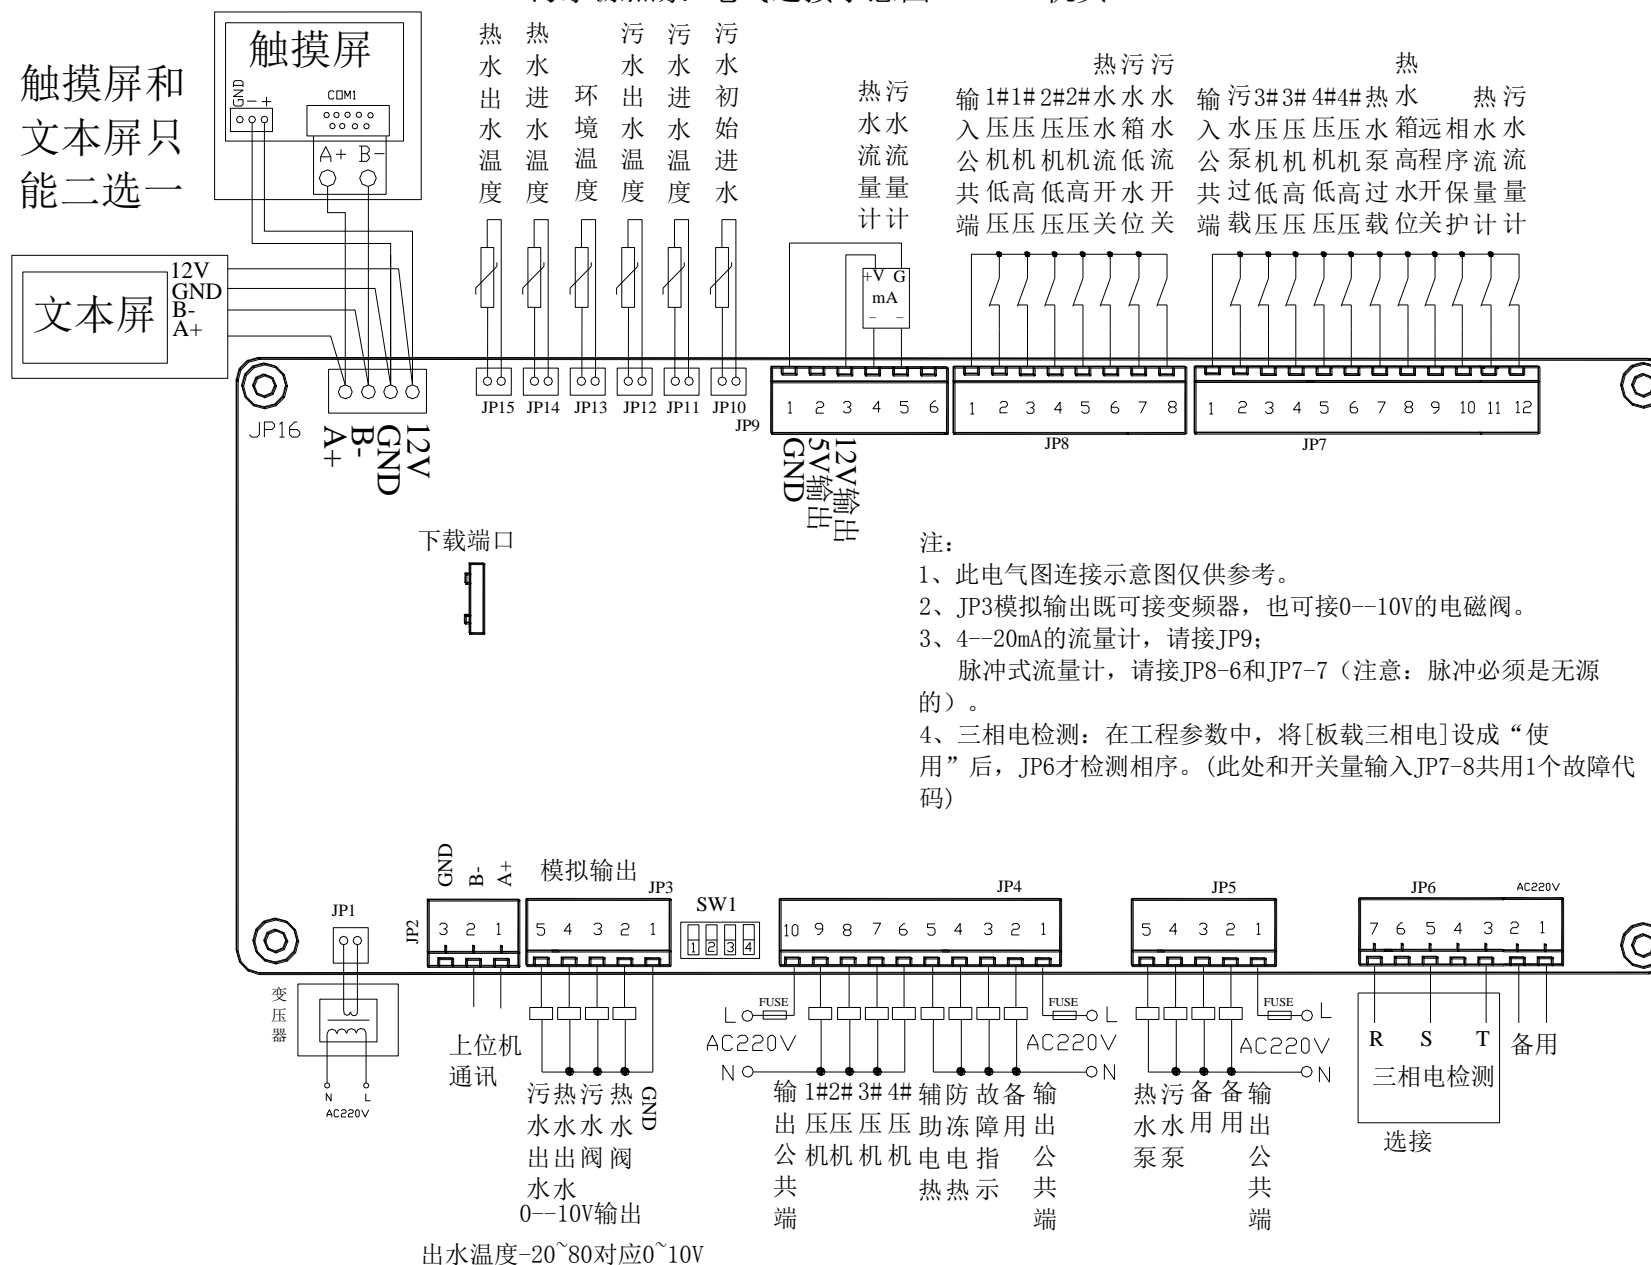 触摸屏和
文本屏只
能二选一
触摸屏
GND
-
+
COM1
A+ B-
文本屏
12V
GND
B-
A+
热水出水温度
热水进水温度
环境温度
污水出水温度
污水进水温度
污水初始进水
热水流量计
污水流量计
+V G
mA
- -
输入公共端
1#压机低压
1#压机高压
2#压机低压
2#压机高压
热水水流开关
污水水箱低水位
污水水流开关
输入公共端
污水泵过载
3#压机低压
3#压机高压
4#压机低压
4#压机高压
热水泵过载
热水箱高水位
远程开关
相序保护
热水流量计
污水流量计
JP16
A+
B-
GND
12V
JP15 JP14 JP13 JP12 JP11 JP10
JP9
1 2 3 4 5 6
GND
5V输出
12V输出
1 2 3 4 5 6 7 8
JP8
1 2 3 4 5 6 7 8 9 10 11 12
JP7
下载端口
注:
1、此电气图连接示意图仅供参考。
2、JP3模拟输出既可接变频器，也可接0--10V的电磁阀。
3、4--20mA的流量计，请接JP9；
脉冲式流量计，请接JP8-6和JP7-7（注意：脉冲必须是无源
的）。
4、三相电检测：在工程参数中，将[板载三相电]设成“使
用”后，JP6才检测相序。(此处和开关量输入JP7-8共用1个故障代
码)
JP1
变压器
N L
AC220V
JP2
GND
B-
A+
3 2 1
上位机
通讯
模拟输出
JP3
5 4 3 2 1
污水出水
热水出水
污水阀
热水阀
GND
0--10V输出
出水温度-20~80对应0~10V
SW1
1 2 3 4
JP4
10 9 8 7 6 5 4 3 2 1
L FUSE
AC220V
N
FUSE L
AC220V
N
输出公共端
1#压机
2#压机
3#压机
4#压机
辅助电热
防冻电热
故障指示
备用
输出公共端
JP5
5 4 3 2 1
FUSE L
AC220V
N
热水泵
污水泵
备用
备用
输出公共端
JP6
AC220V
7 6 5 4 3 2 1
R S T
三相电检测
选接
备用